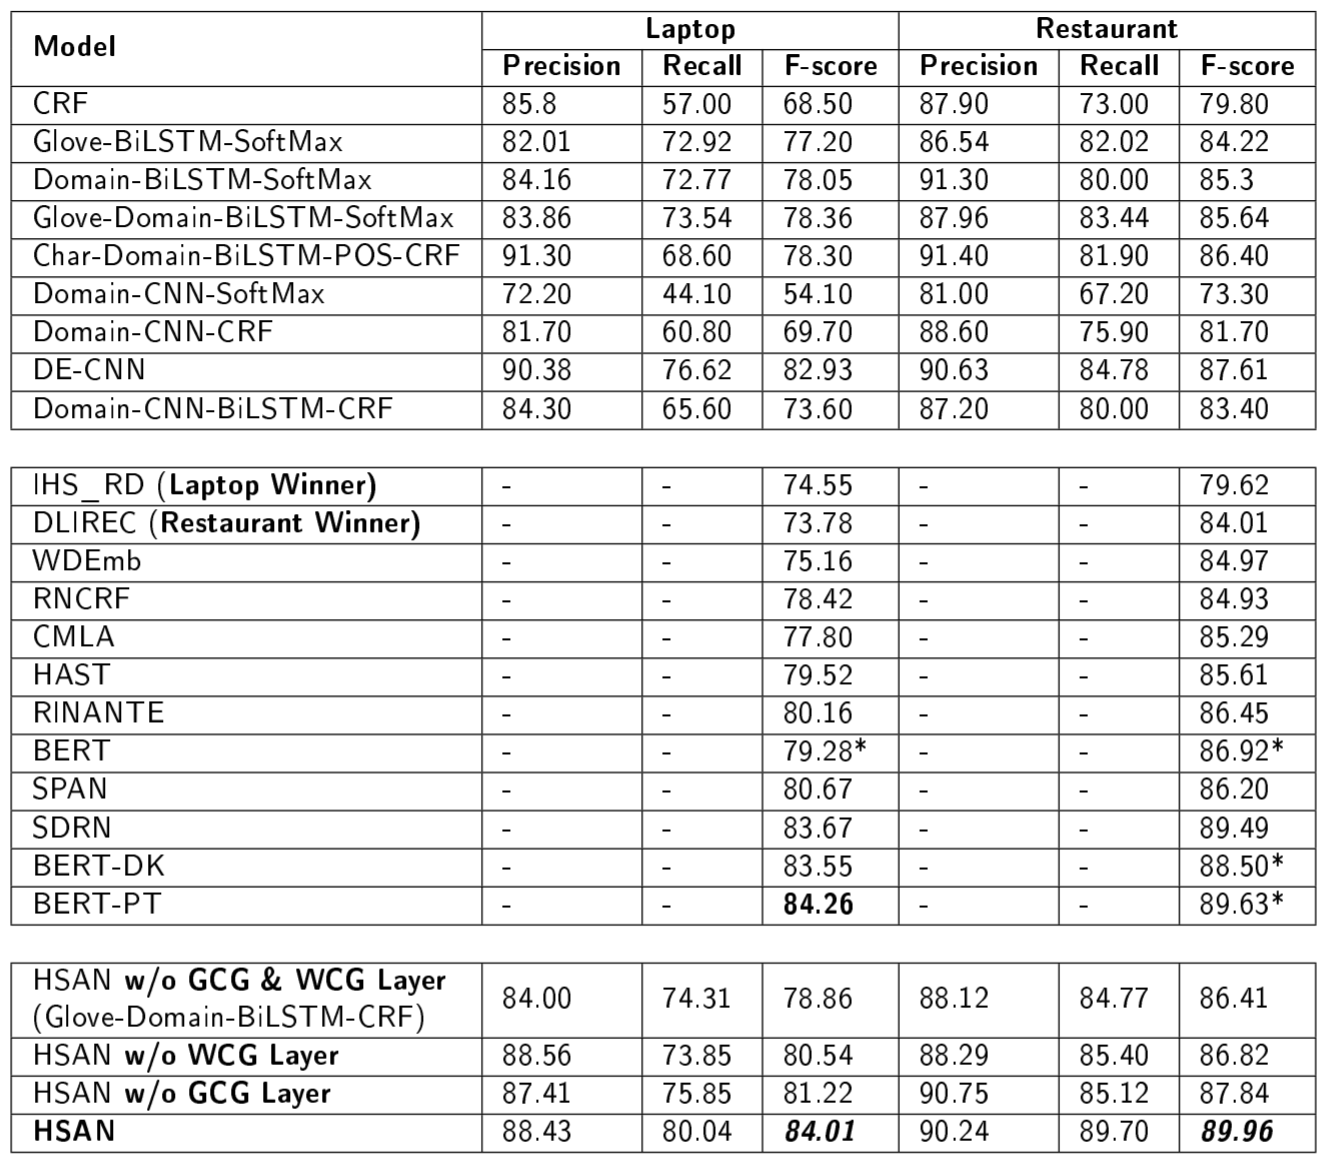 Model Laptop Restaurant
Precision Recall F-score Precision Recall F-score
CRF 85.8 57.00 68.50 87.90 73.00 79.80
Glove-BiLSTM-SoftMax 82.01 72.92 77.20 86.54 82.02 84.22
Domain-BiLSTM-SoftMax 84.16 72.77 78.05 91.30 80.00 85.3
Glove-Domain-BiLSTM-SoftMax 83.86 73.54 78.36 87.96 83.44 85.64
Char-Domain-BiLSTM-POS-CRF 91.30 68.60 78.30 91.40 81.90 86.40
Domain-CNN-SoftMax 72.20 44.10 54.10 81.00 67.20 73.30
Domain-CNN-CRF 81.70 60.80 69.70 88.60 75.90 81.70
DE-CNN 90.38 76.62 82.93 90.63 84.78 87.61
Domain-CNN-BiLSTM-CRF 84.30 65.60 73.60 87.20 80.00 83.40
IHS_RD (Laptop Winner) - - 74.55 - - 79.62
DLIREC (Restaurant Winner) - - 73.78 - - 84.01
WDEmb - - 75.16 - - 84.97
RNCRF - - 78.42 - - 84.93
CMLA - - 77.80 - - 85.29
HAST - - 79.52 - - 85.61
RINANTE - - 80.16 - - 86.45
BERT - - 79.28* - - 86.92*
SPAN - - 80.67 - - 86.20
SDRN - - 83.67 - - 89.49
BERT-DK - - 83.55 - - 88.50*
BERT-PT - - 84.26 - - 89.63*
HSAN w/o GCG & WCG Layer
(Glove-Domain-BiLSTM-CRF) 84.00 74.31 78.86 88.12 84.77 86.41
HSAN w/o WCG Layer 88.56 73.85 80.54 88.29 85.40 86.82
HSAN w/o GCG Layer 87.41 75.85 81.22 90.75 85.12 87.84
HSAN 88.43 80.04 84.01 90.24 89.70 89.96